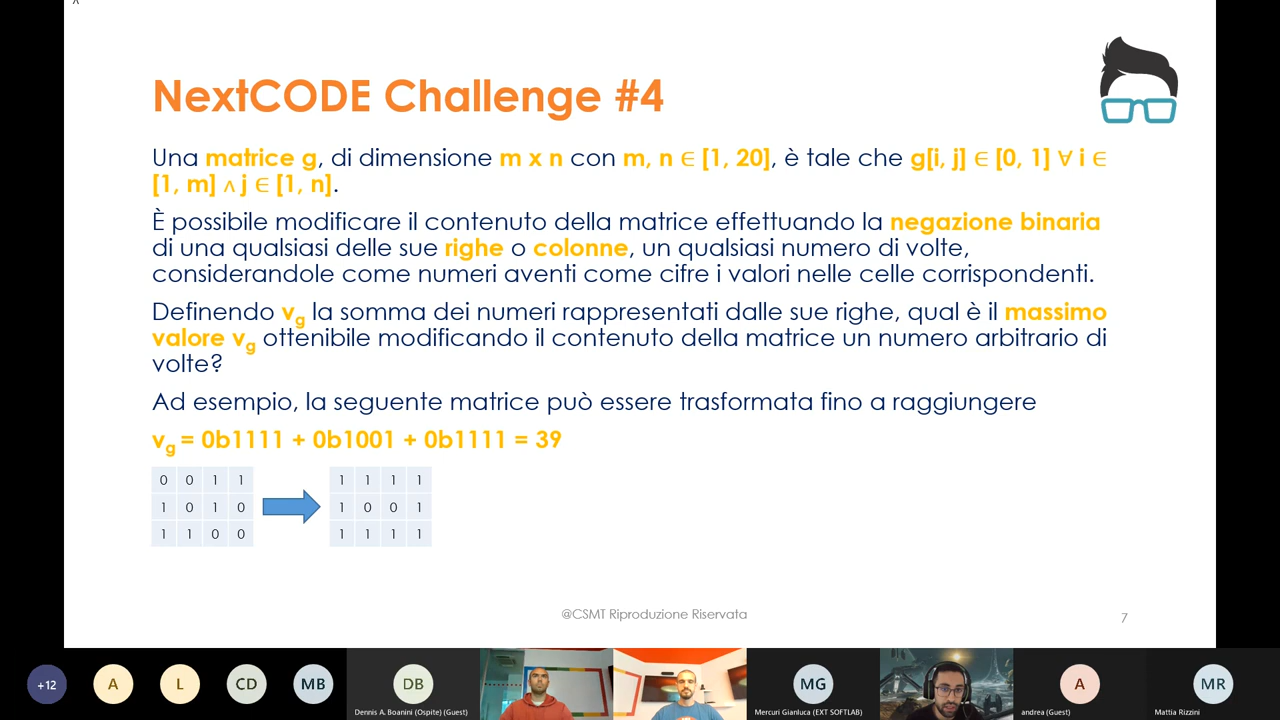 NextCODE Challenge #4
Una matrice g, di dimensione m x n con m, n ∈ [1, 20], è tale che g[i, j] ∈ [0, 1] ∀ i ∈
[1, m] ∧ j ∈ [1, n].
È possibile modificare il contenuto della matrice effettuando la negazione binaria
di una qualsiasi delle sue righe o colonne, un qualsiasi numero di volte,
considerandole come numeri aventi come cifre i valori nelle celle corrispondenti.
Definendo vg la somma dei numeri rappresentati dalle sue righe, qual è il massimo
valore vg ottenibile modificando il contenuto della matrice un numero arbitrario di
volte?
Ad esempio, la seguente matrice può essere trasformata fino a raggiungere
vg = 0b1111 + 0b1001 + 0b1111 = 39
0 0 1 1 1 1 1 1
1 0 1 0 1 0 0 1
1 1 0 0 1 1 1 1
@CSMT Riproduzione Riservata 7
+12 A L CD MB DB MG A MR
Dennis A. Boanini (Ospite) (Guest) Mercuri Gianluca (EXT SOFTLAB) andrea (Guest) Mattia Rizzini